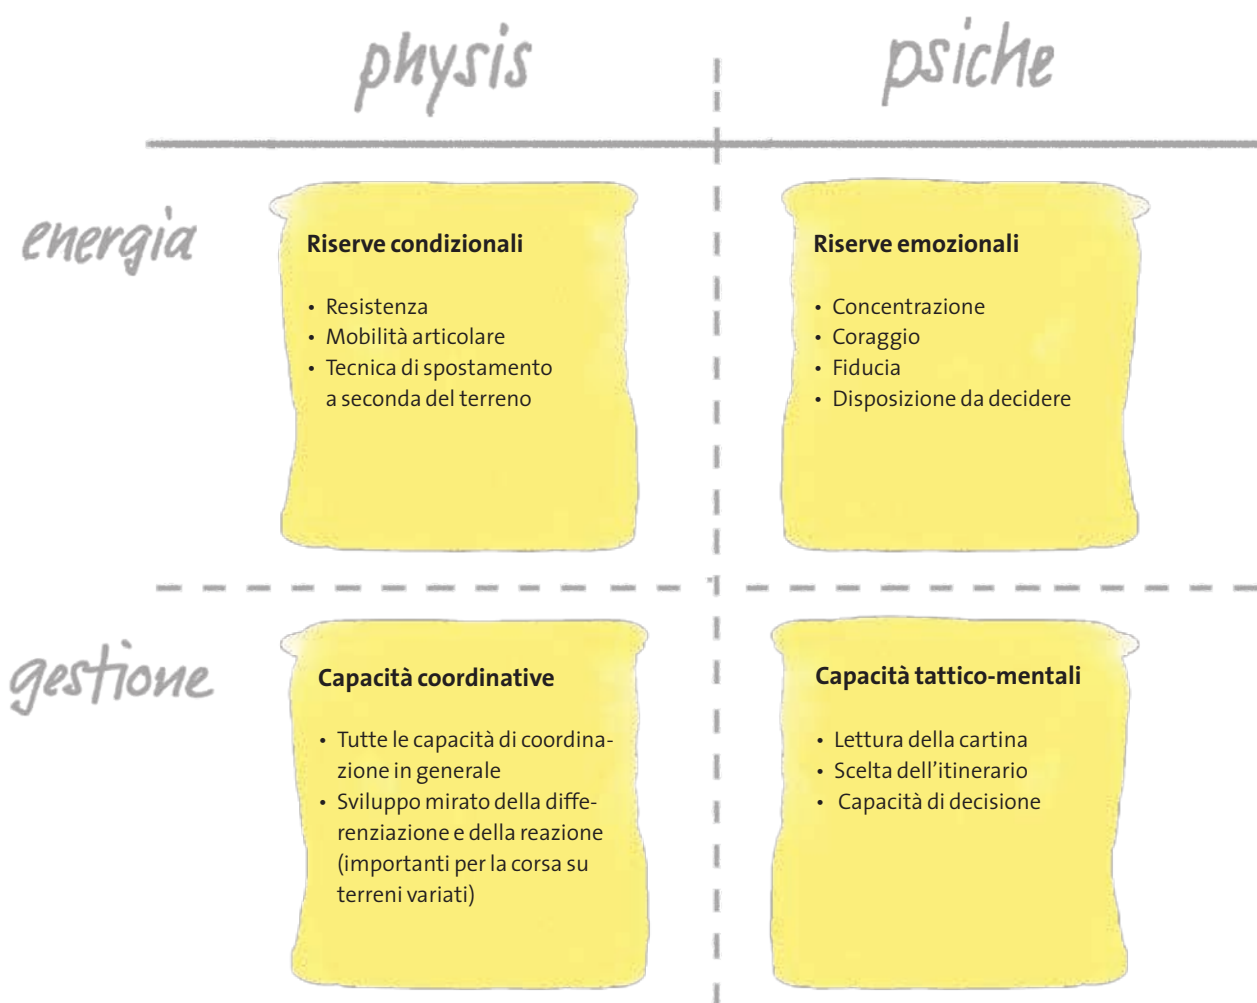 physis
psiche
energia
Riserve condizionali
• Resistenza
• Mobilità articolare
• Tecnica di spostamento
a seconda del terreno
Riserve emozionali
• Concentrazione
• Coraggio
• Fiducia
• Disposizione da decidere
gestione
Capacità coordinative
• Tutte le capacità di coordina-
zione in generale
• Sviluppo mirato della diffe-
renziazione e della reazione
(importanti per la corsa su
terreni variati)
Capacità tattico-mentali
• Lettura della cartina
• Scelta dell’itinerario
• Capacità di decisione